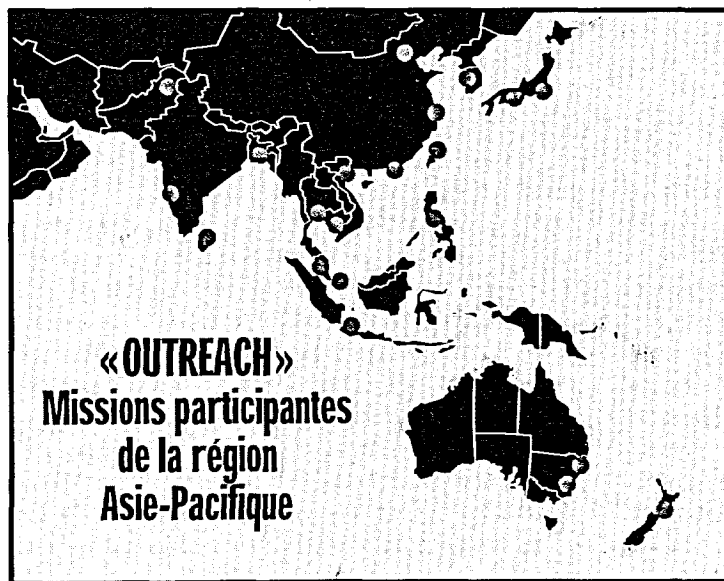 «OUTREACH»
Missions participantes
de la région
Asie-Pacifique